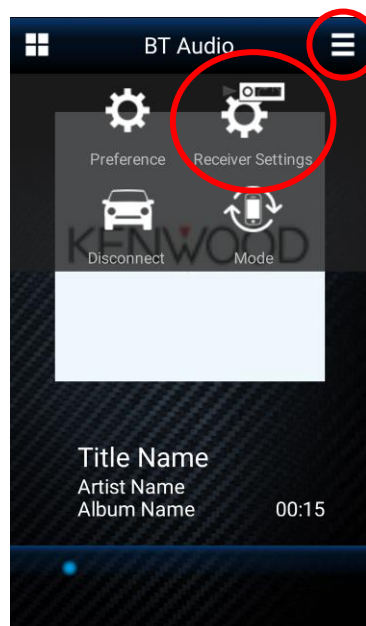 BT Audio
Preference Receiver Settings
KENWOOD
Disconnect Mode
Title Name
Artist Name
Album Name 00:15